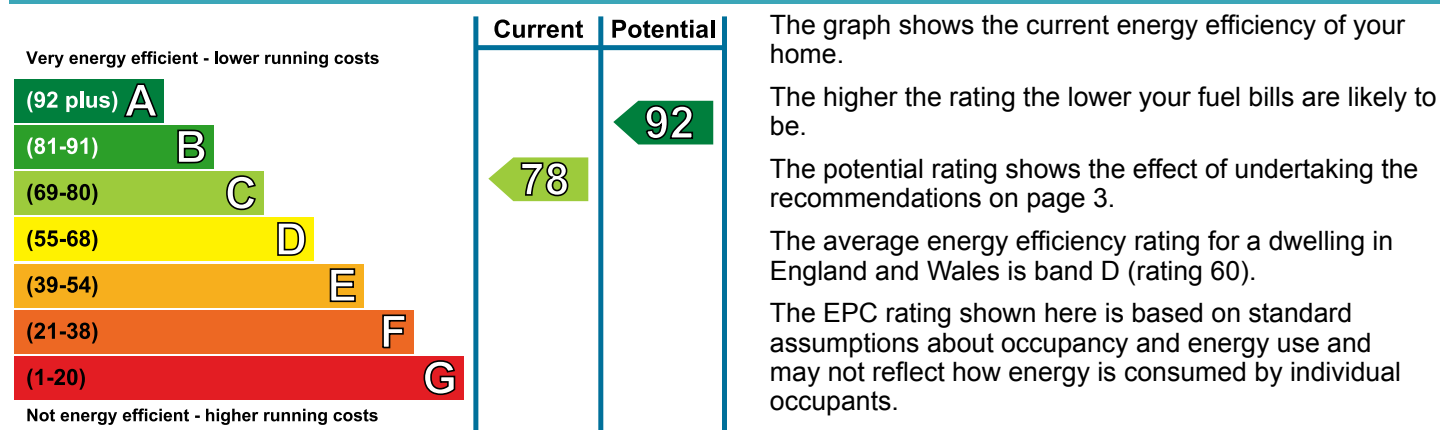 Current Potential
Very energy efficient - lower running costs
(92 plus) A
(81-91) B
(69-80) C
(55-68) D
(39-54) E
(21-38) F
(1-20) G
Not energy efficient - higher running costs
78
92
The graph shows the current energy efficiency of your
home.
The higher the rating the lower your fuel bills are likely to
be.
The potential rating shows the effect of undertaking the
recommendations on page 3.
The average energy efficiency rating for a dwelling in
England and Wales is band D (rating 60).
The EPC rating shown here is based on standard
assumptions about occupancy and energy use and
may not reflect how energy is consumed by individual
occupants.